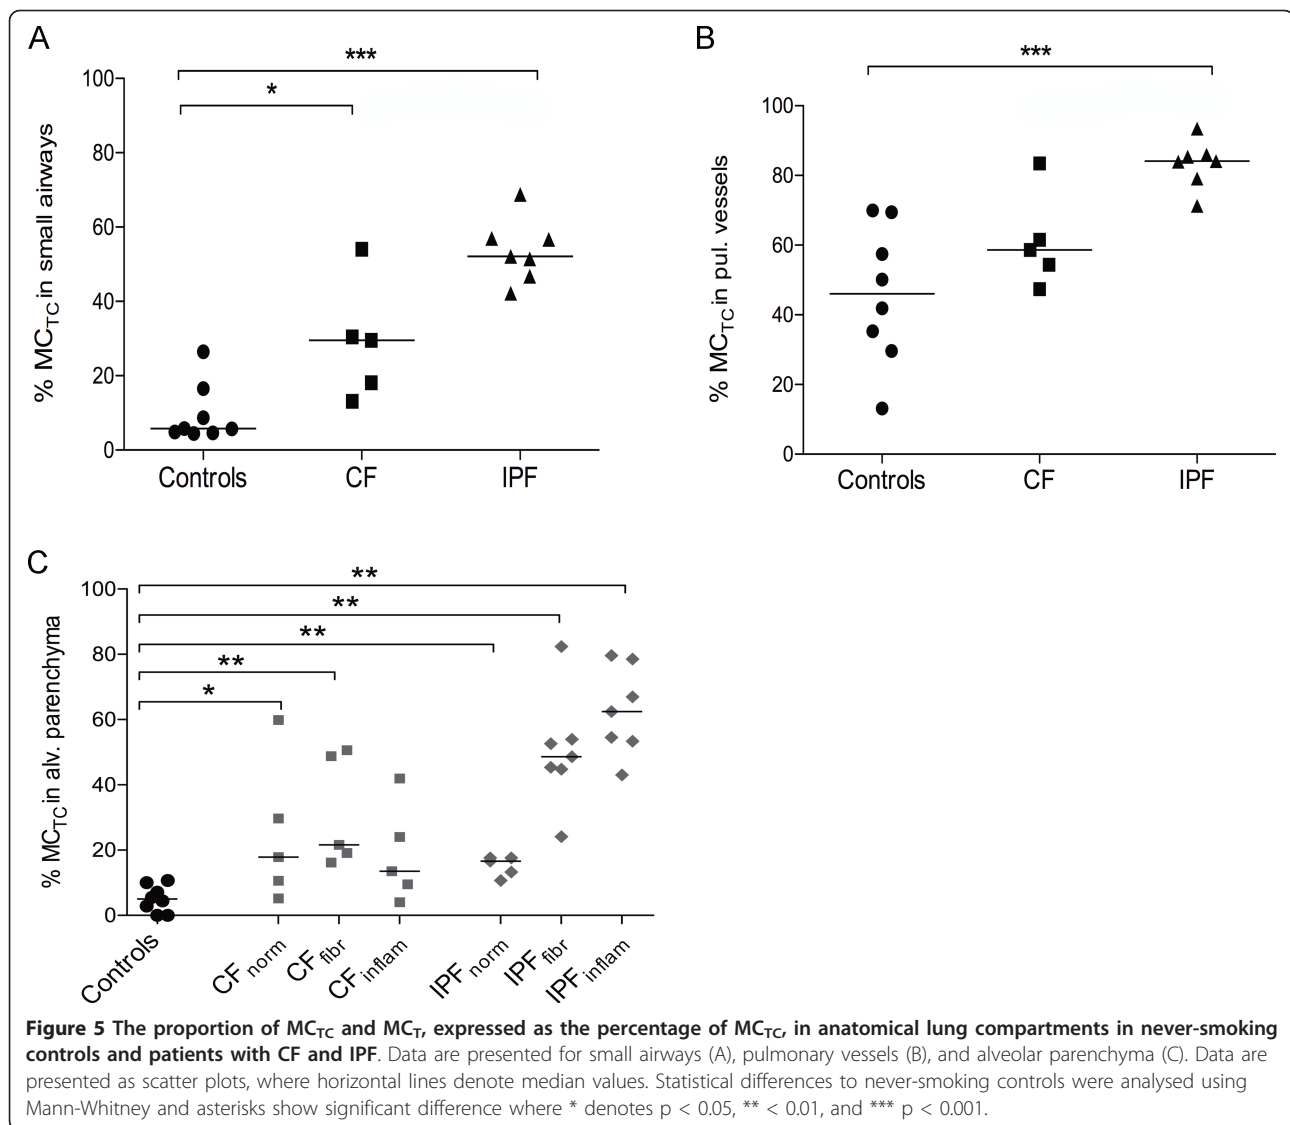 A
***
*
100
80
60
40
20
0
% MCTC in small airways
Controls CF IPF
B
***
100
80
60
40
20
0
% MCTC in pul. vessels
Controls CF IPF
C
**
**
**
**
*
100
80
60
40
20
0
% MCTC in alv. parenchyma
Controls CF norm CF fibr CF inflam IPF norm IPF fibr IPF inflam
Figure 5 The proportion of MCTC and MCT, expressed as the percentage of MCTC, in anatomical lung compartments in never-smoking
controls and patients with CF and IPF. Data are presented for small airways (A), pulmonary vessels (B), and alveolar parenchyma (C). Data are
presented as scatter plots, where horizontal lines denote median values. Statistical differences to never-smoking controls were analysed using
Mann-Whitney and asterisks show significant difference where * denotes p < 0.05, ** < 0.01, and *** p < 0.001.